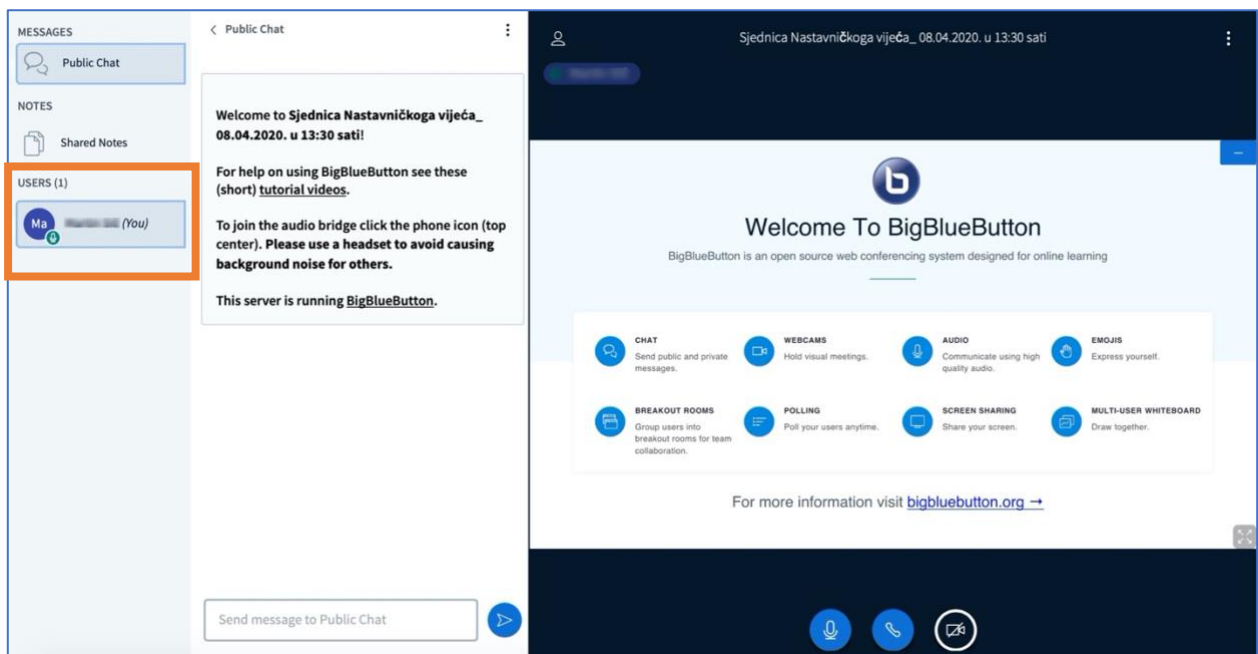 MESSAGES
Public Chat
NOTES
Shared Notes
USERS (1)
Ma
(You)
Public Chat
Welcome to Sjednica Nastavničkoga vijeća_
08.04.2020. u 13:30 sati!
For help on using BigBlueButton see these
(short) tutorial videos.
To join the audio bridge click the phone icon (top
center). Please use a headset to avoid causing
background noise for others.
This server is running BigBlueButton.
Send message to Public Chat
Sjednica Nastavničkoga vijeća_ 08.04.2020. u 13:30 sati
b
Welcome To BigBlueButton
BigBlueButton is an open source web conferencing system designed for online learning
CHAT
Send public and private
messages.
WEBCAMS
Hold visual meetings.
AUDIO
Communicate using high
quality audio.
EMOJIS
Express yourself.
BREAKOUT ROOMS
Group users into
breakout rooms for team
collaboration.
POLLING
Poll your users anytime.
SCREEN SHARING
Share your screen.
MULTI-USER WHITEBOARD
Draw together.
For more information visit bigbluebutton.org →